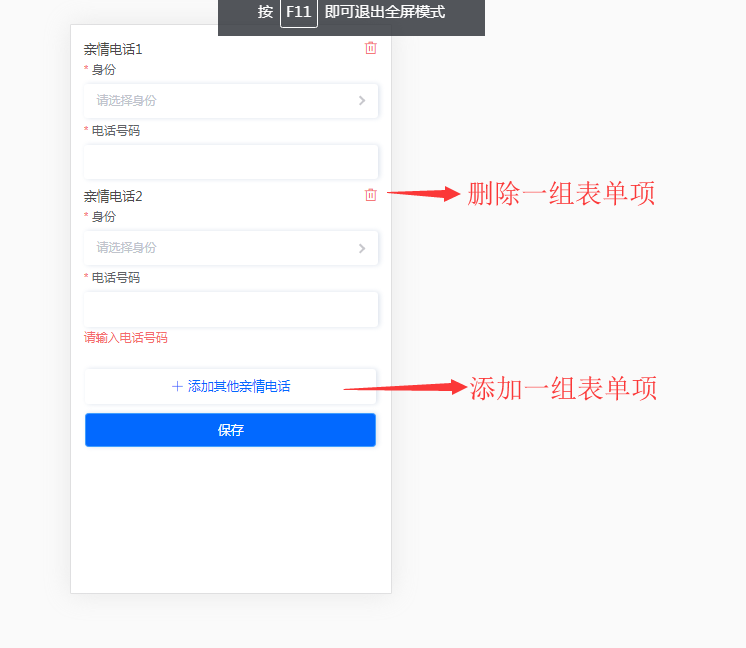 按 F11 即可退出全屏模式
亲情电话1
* 身份
请选择身份
* 电话号码
亲情电话2
删除一组表单项
* 身份
请选择身份
* 电话号码
请输入电话号码
+ 添加其他亲情电话
添加一组表单项
保存